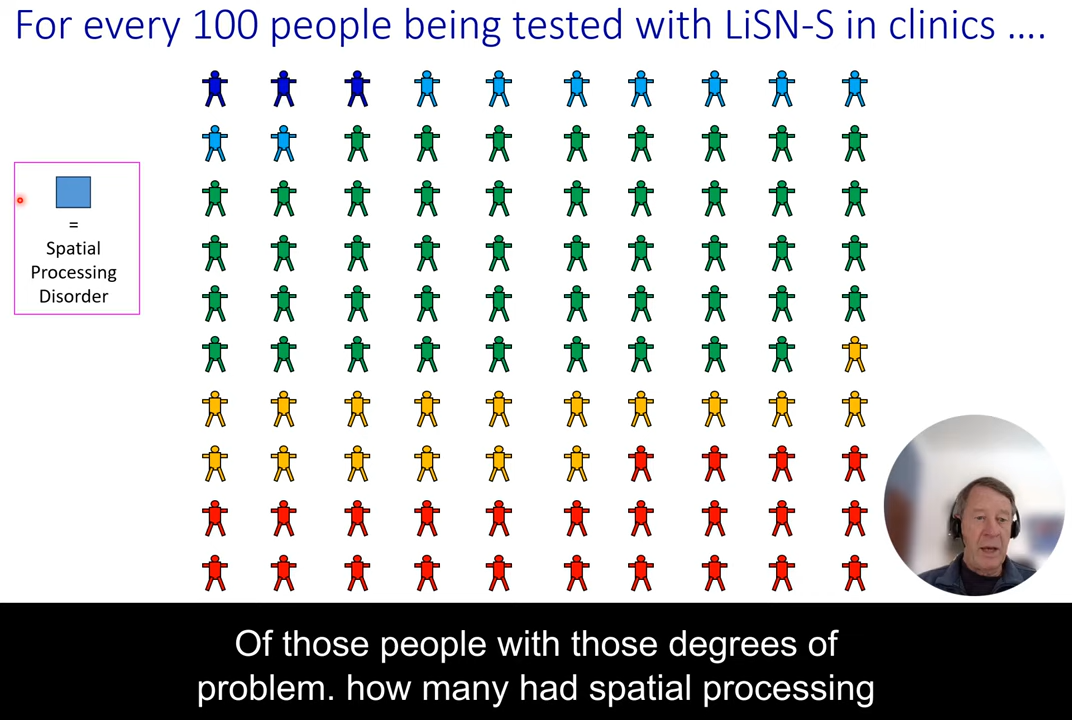 For every 100 people being tested with LiSN-S in clinics ....
=
Spatial
Processing
Disorder
Of those people with those degrees of
problem. how many had spatial processing